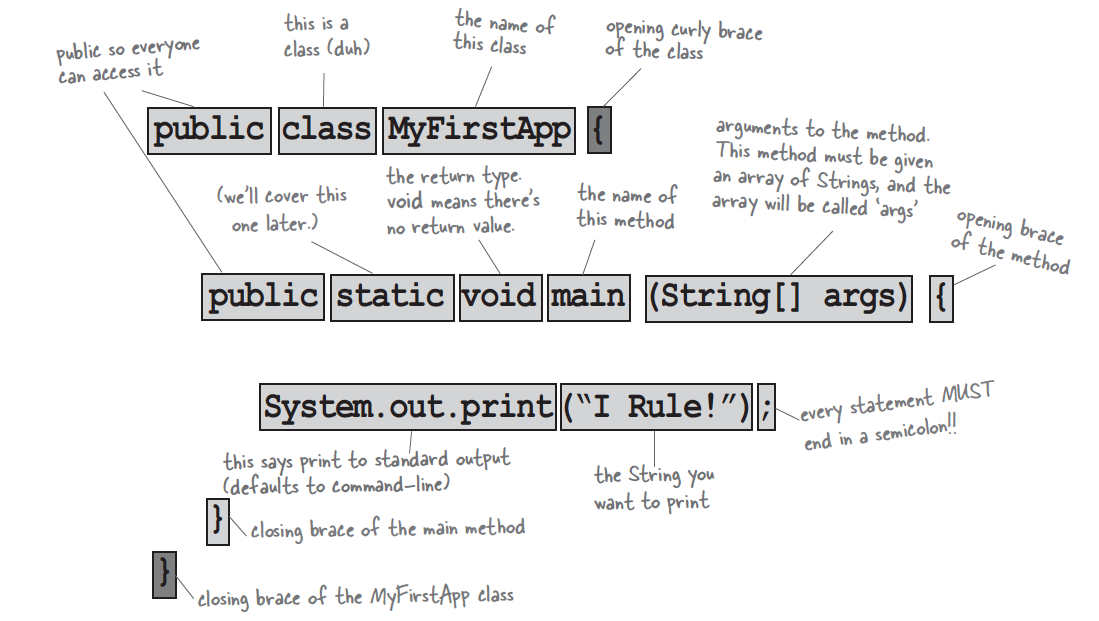 this is a
class (duh)
the name of
this class
opening curly brace
of the class
public so everyone
can access it
public class MyFirstApp {
arguments to the method.
This method must be given
an array of Strings, and the
array will be called ‘args’
(we’ll cover this
one later.)
the return type.
void means there’s
no return value.
the name of
this method
opening brace
of the method
public static void main (String[] args) {
System.out.print(“I Rule!”);
every statement MUST
end in a semicolon!!
this says print to standard output
(defaults to command-line)
the String you
want to print
}
closing brace of the main method
}
closing brace of the MyFirstApp class